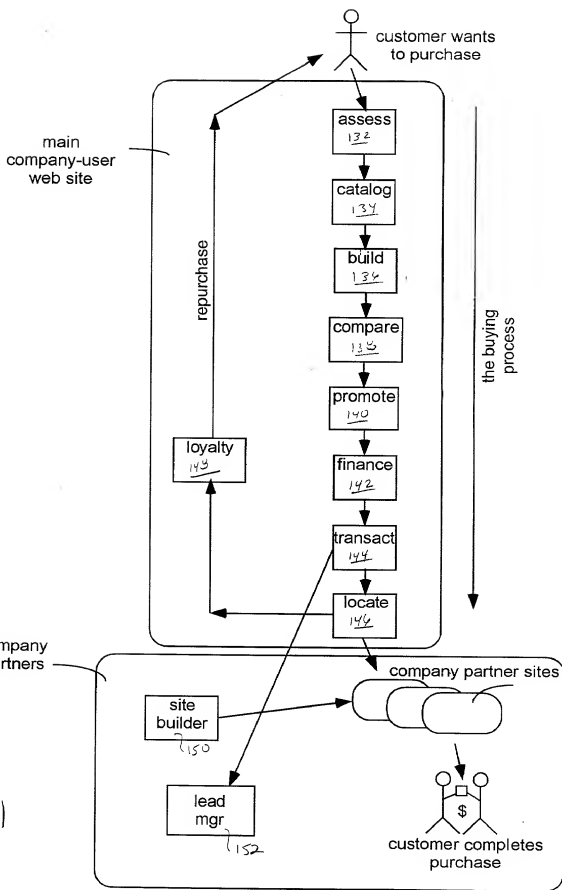 customer wants
to purchase
main
company-user
web site
assess
132
catalog
134
build
136
compare
138
promote
140
finance
142
transact
144
locate
146
loyalty
148
repurchase
the buying
process
mpany
rtners
company partner sites
site
builder
150
lead
mgr
152
$
customer completes
purchase